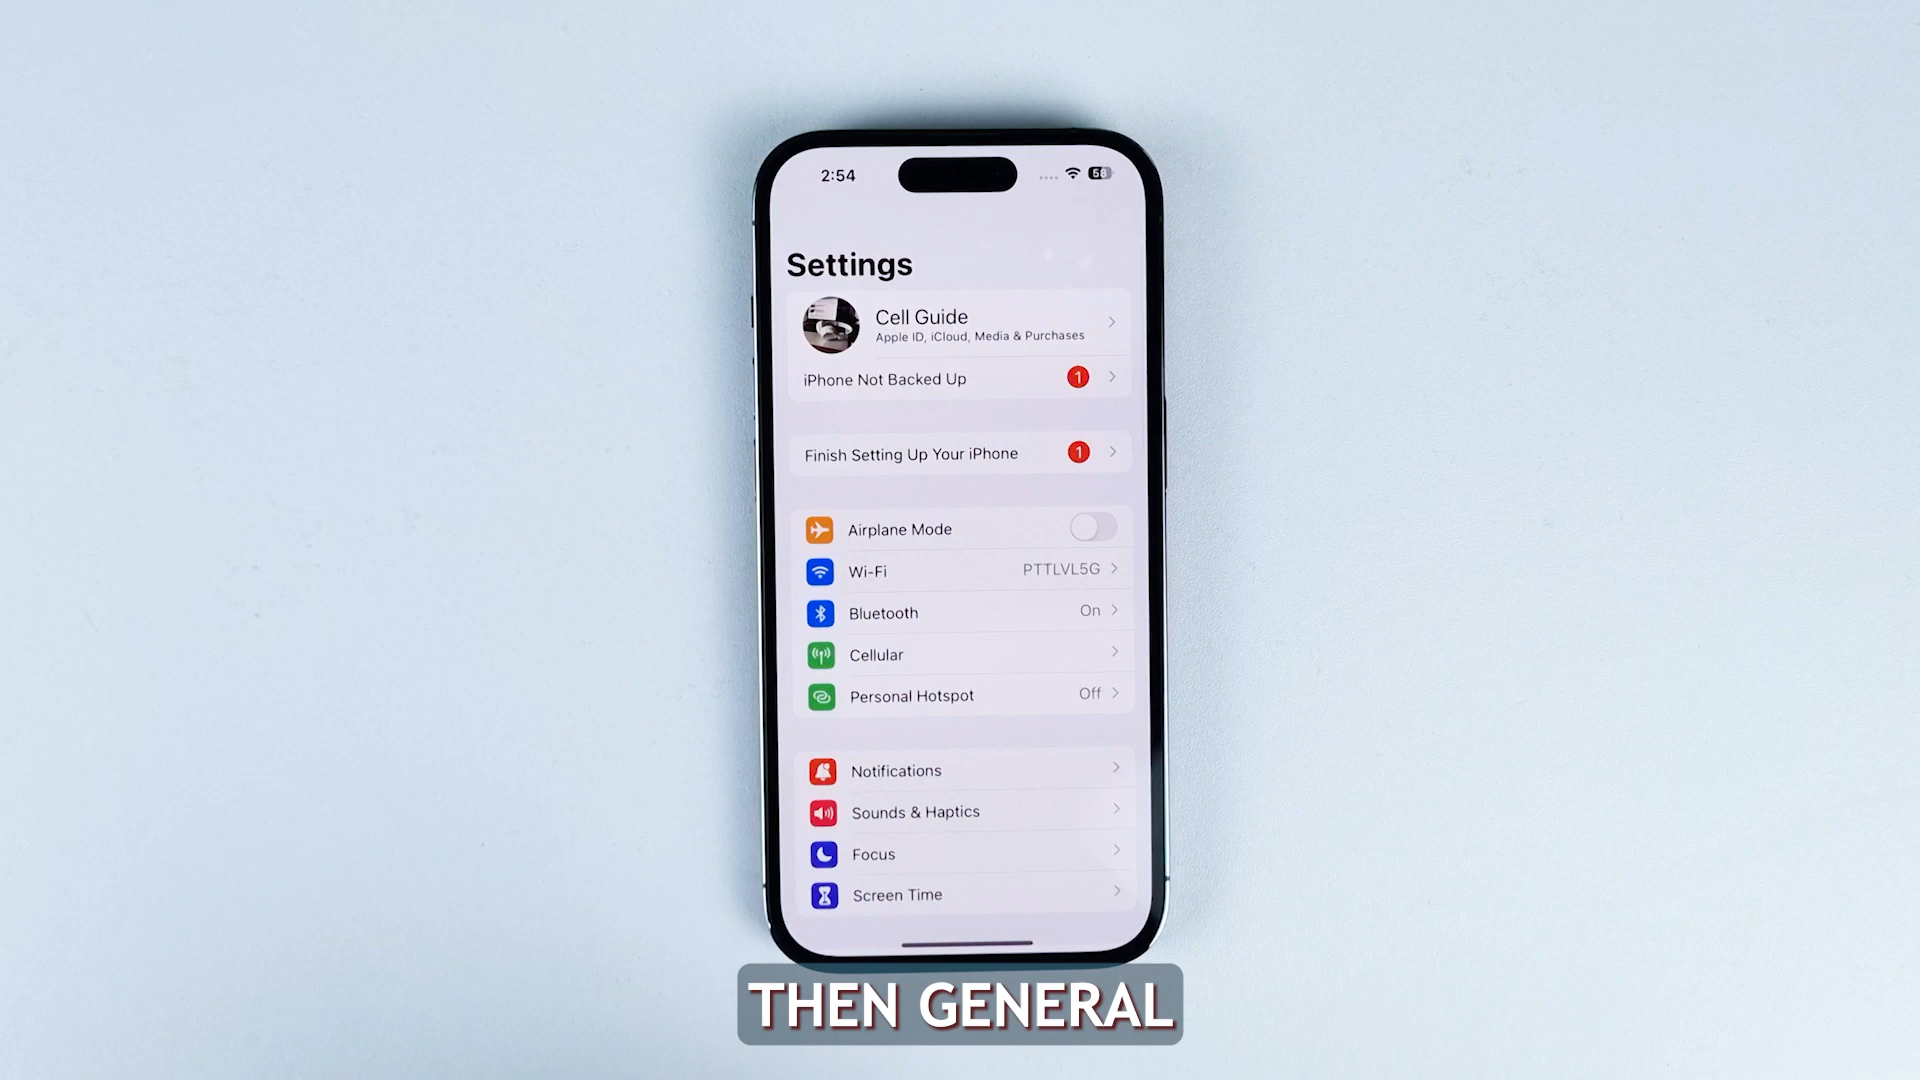 2:54
58
Settings
Cell Guide
Apple ID, iCloud, Media & Purchases
iPhone Not Backed Up 1
Finish Setting Up Your iPhone 1
Airplane Mode
Wi-Fi PTTLVL5G
Bluetooth On
Cellular
Personal Hotspot Off
Notifications
Sounds & Haptics
Focus
Screen Time
THEN GENERAL